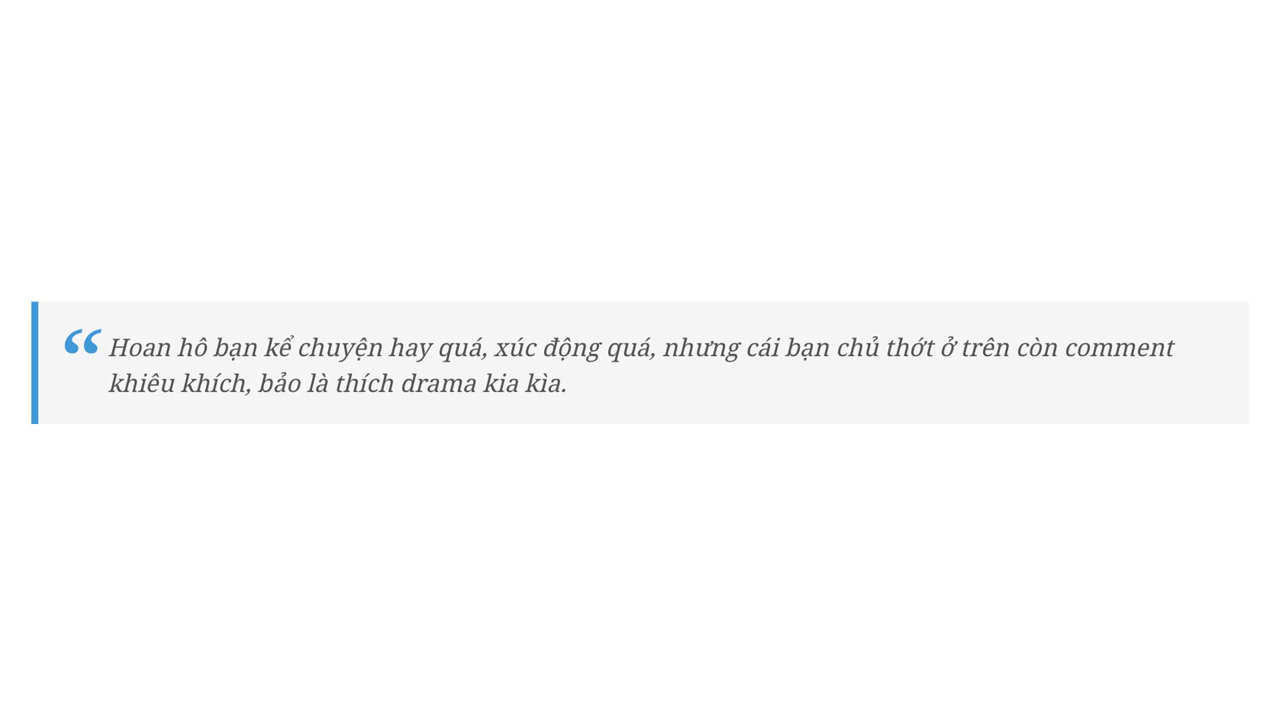 “Hoan hô bạn kể chuyện hay quá, xúc động quá, nhưng cái bạn chủ thớt ở trên còn comment
khiêu khích, bảo là thích drama kia kìa.